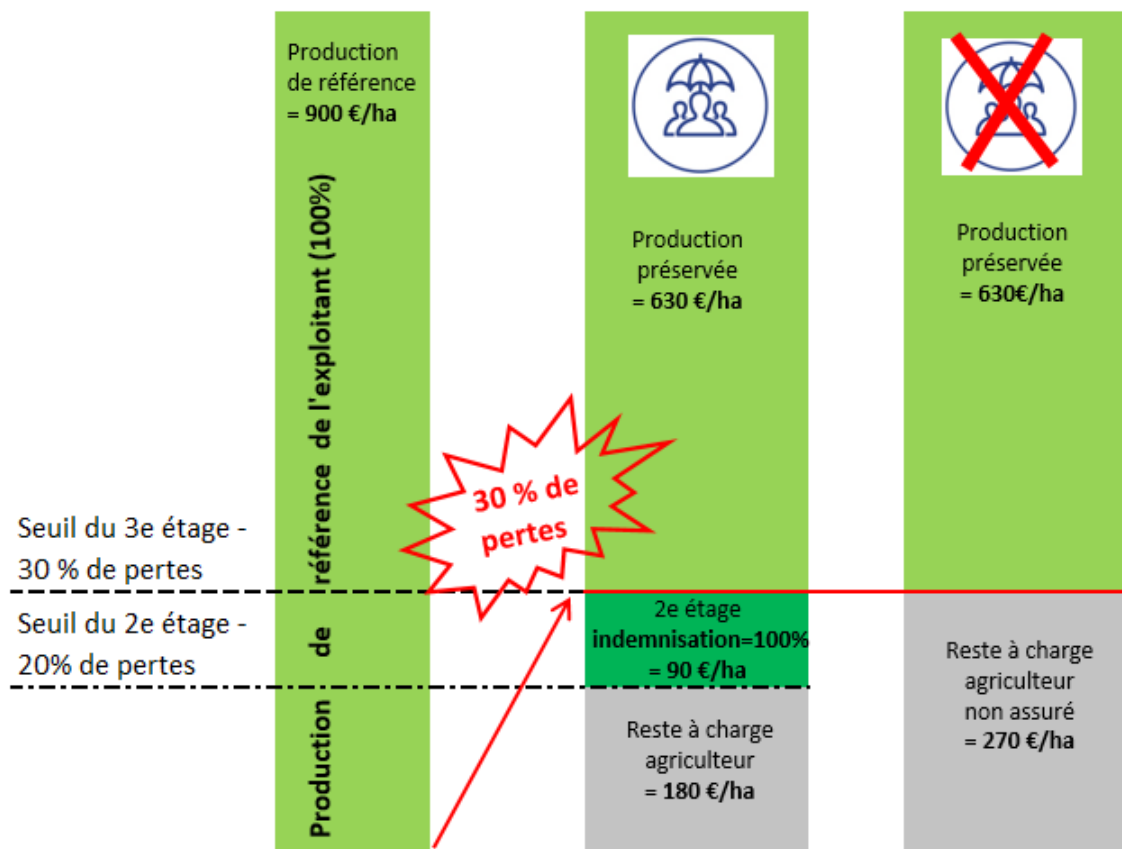 Production
de référence
= 900 €/ha
Production de référence de l'exploitant (100%)
Production
préservée
= 630 €/ha
Production
préservée
= 630€/ha
30 % de
pertes
Seuil du 3e étage -
30 % de pertes
Seuil du 2e étage -
20% de pertes
2e étage
indemnisation=100%
= 90 €/ha
Reste à charge
agriculteur
= 180 €/ha
Reste à charge
agriculteur
non assuré
= 270 €/ha